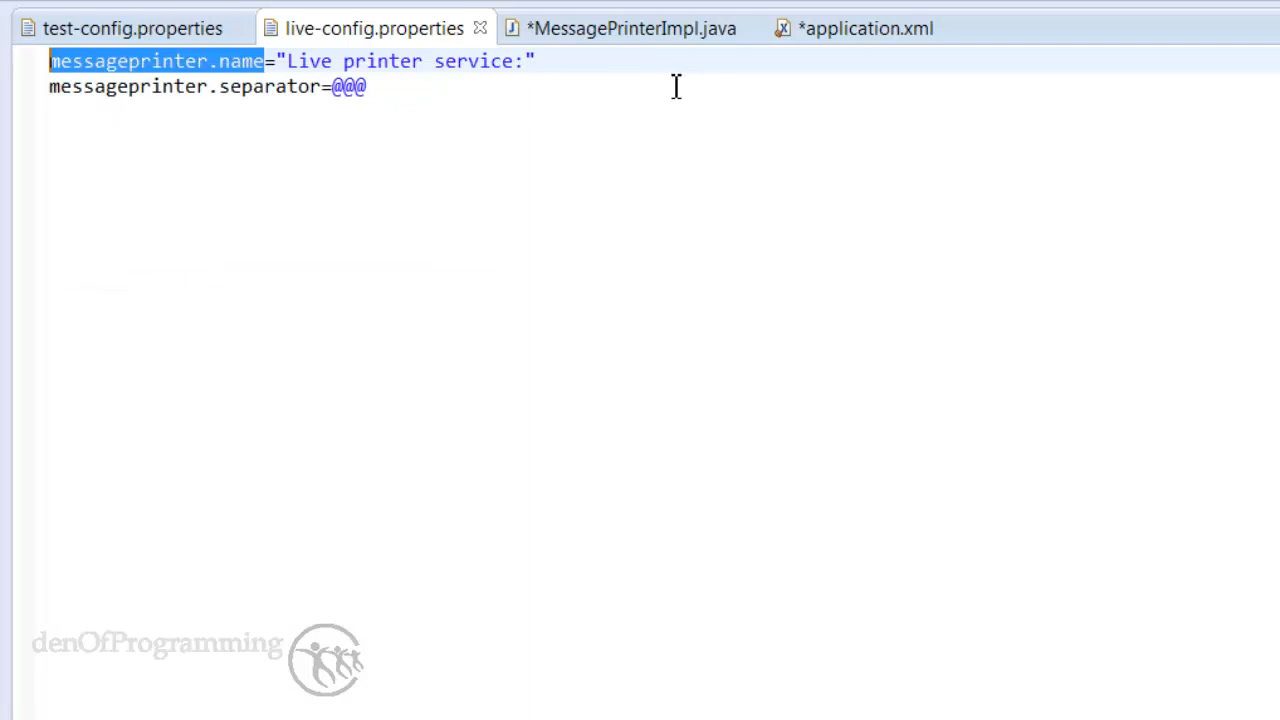 test-config.properties live-config.properties *MessagePrinterImpl.java *application.xml
messageprinter.name="Live printer service:"
messageprinter.separator=@@@
denOfProgramming